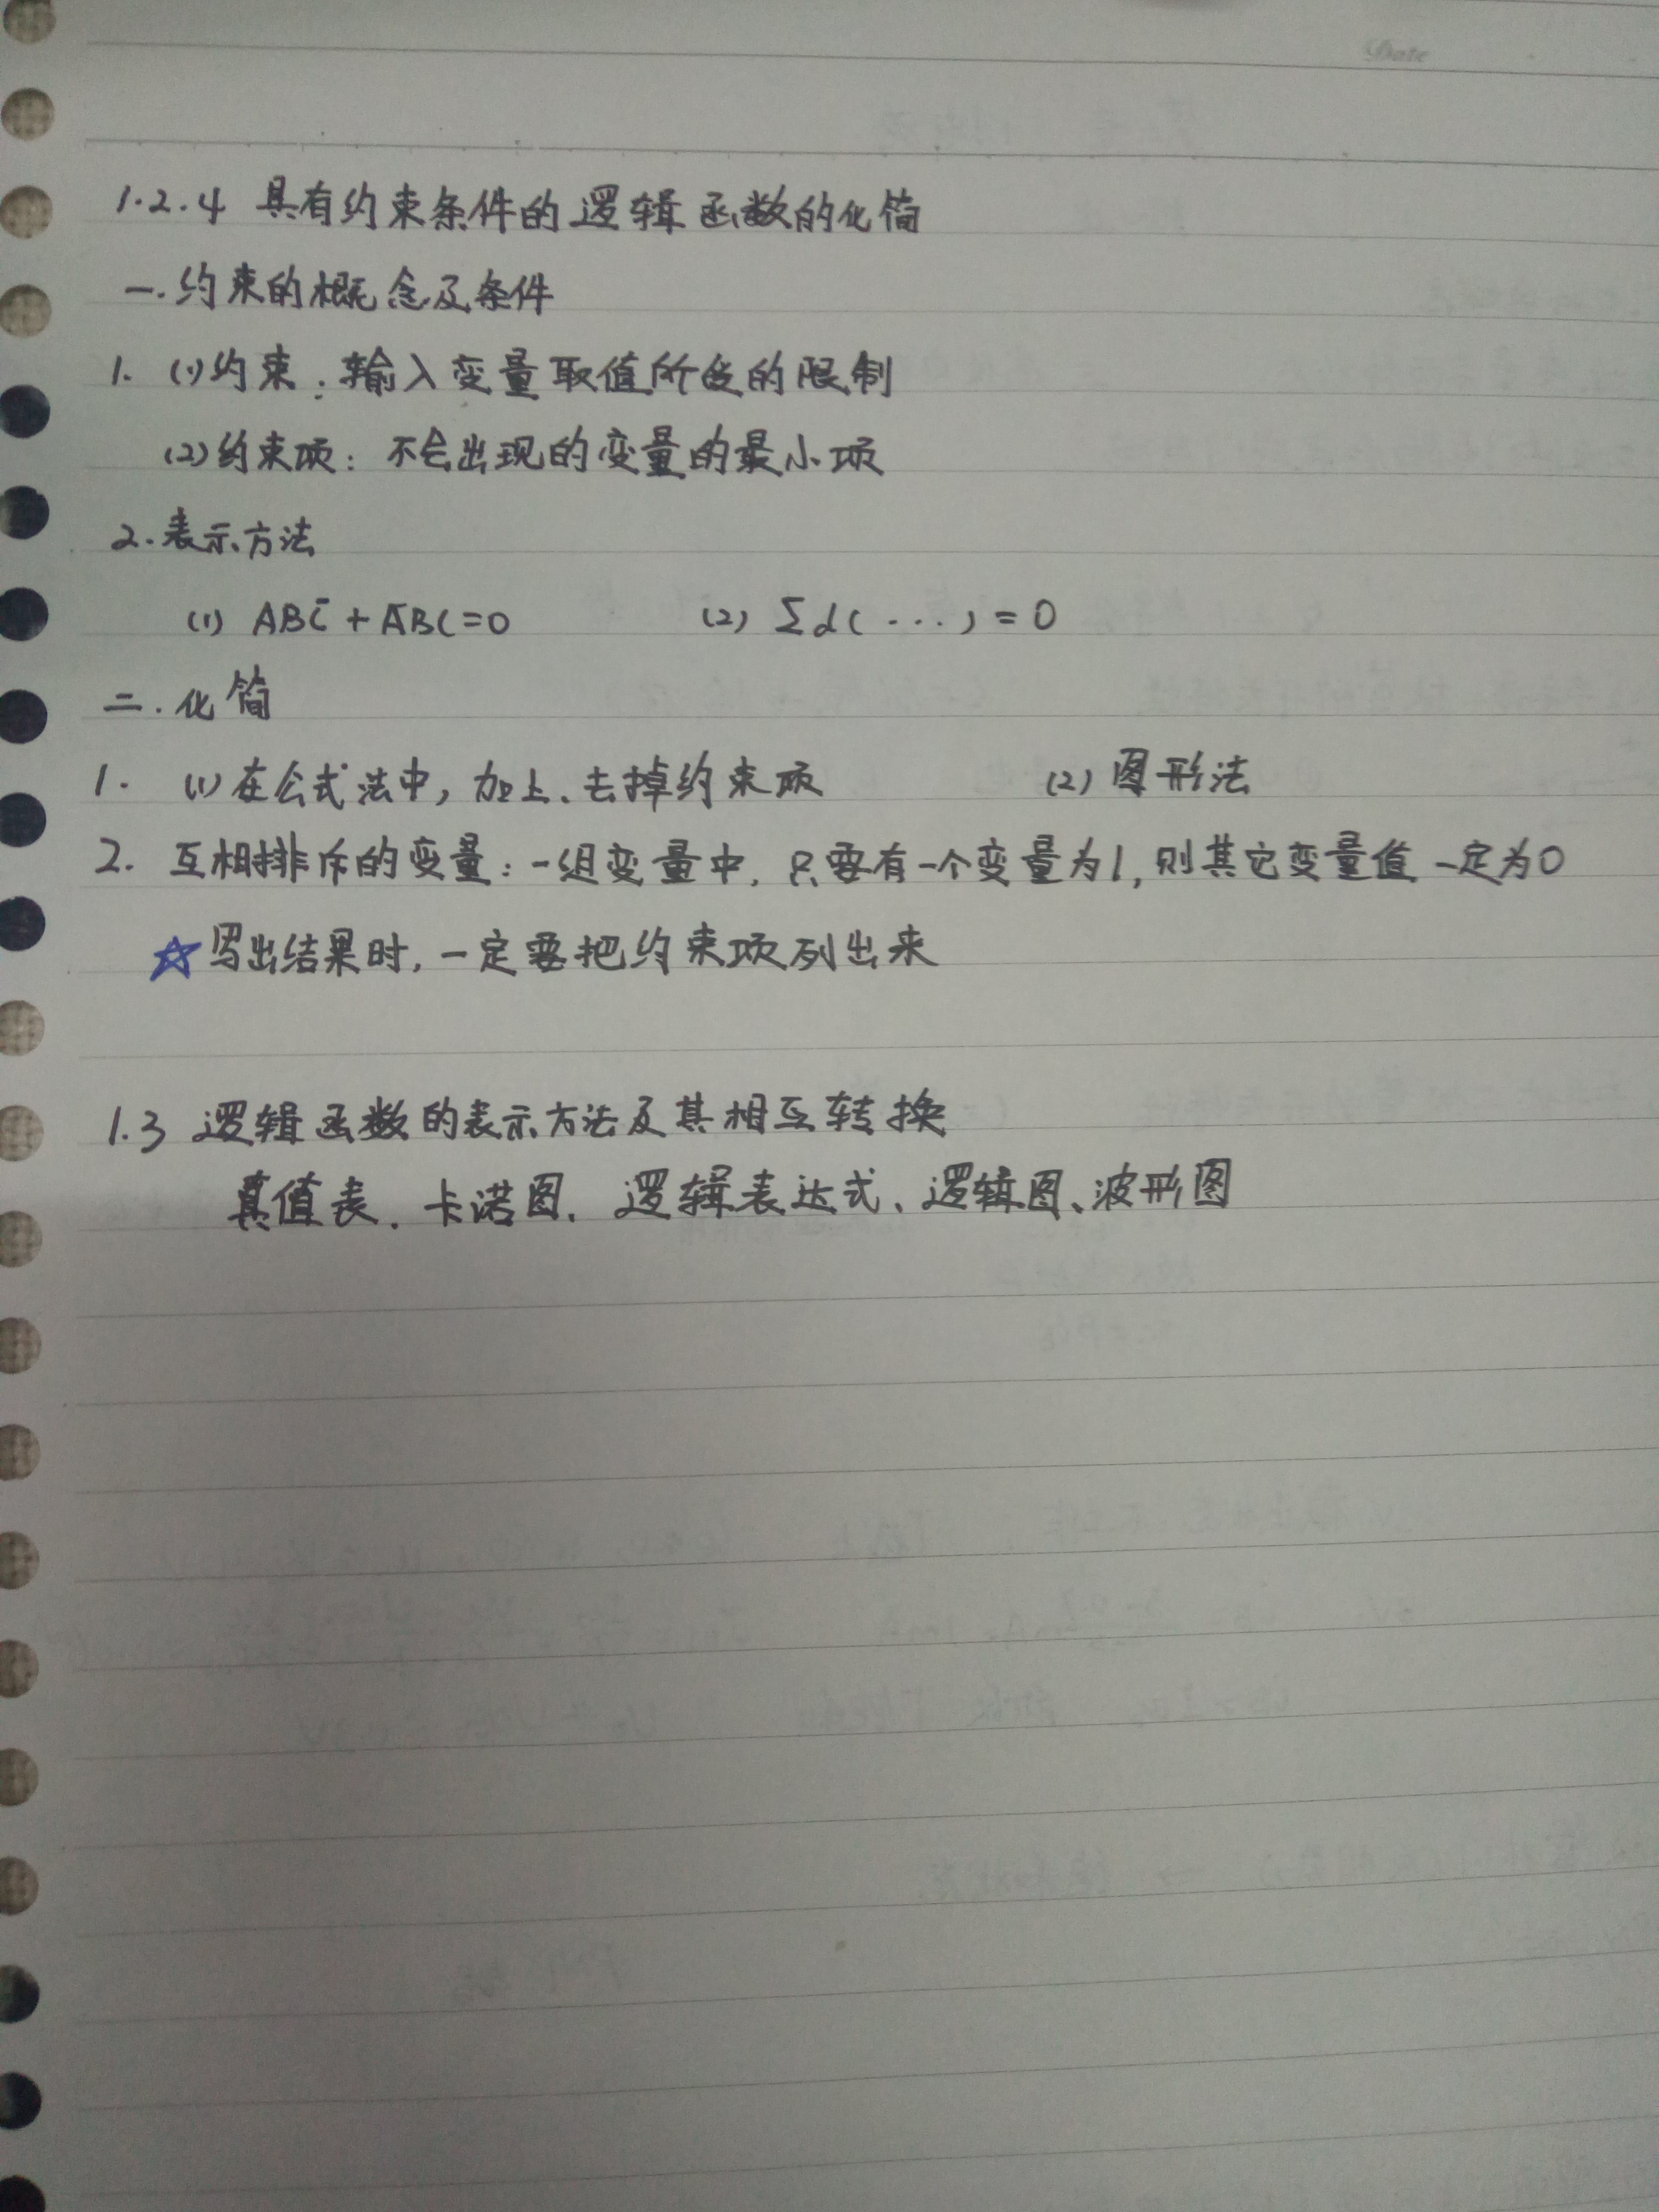 Date
1.2.4 具有约束条件的逻辑函数的化简
一.约束的概念及条件
1. (1)约束:输入变量取值所受的限制
(2)约束项:不会出现的变量的最小项
2.表示方法
(1) ABC̄ + ĀBC=0 (2) Σd(...)=0
二.化简
1. (1)在公式法中,加上、去掉约束项 (2)图形法
2. 互相排斥的变量:一组变量中,只要有一个变量为1,则其它变量值一定为0
☆写出结果时,一定要把约束项列出来
1.3 逻辑函数的表示方法及其相互转换
真值表、卡诺图、逻辑表达式、逻辑图、波形图